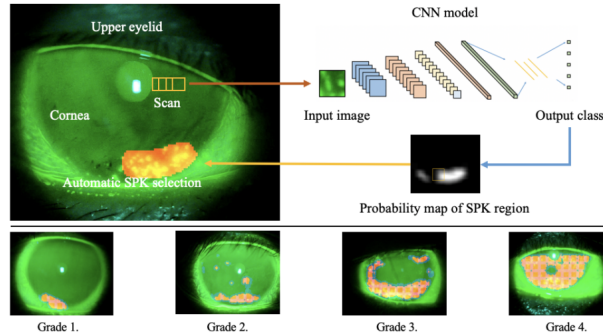 Upper eyelid
CNN model
Scan
Cornea
Input image
Output class
Automatic SPK selection
Probability map of SPK region
Grade 1.
Grade 2.
Grade 3.
Grade 4.